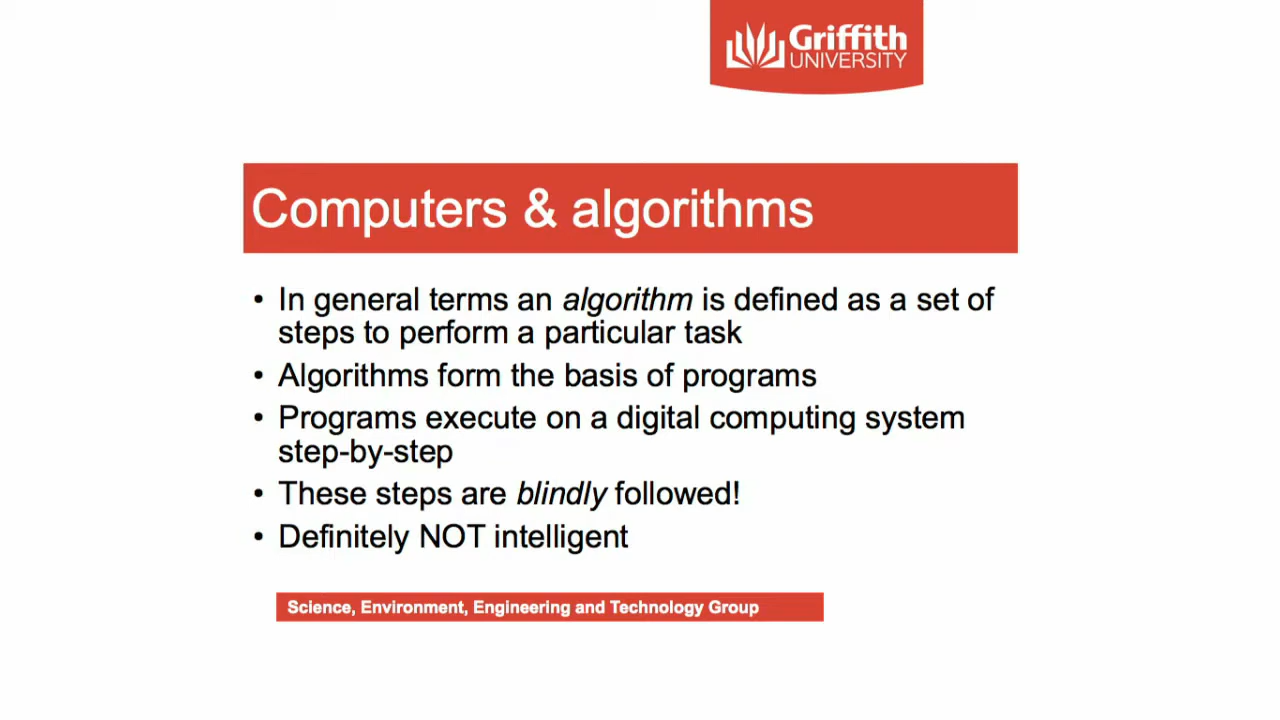 Griffith
UNIVERSITY
Computers & algorithms
• In general terms an algorithm is defined as a set of
steps to perform a particular task
• Algorithms form the basis of programs
• Programs execute on a digital computing system
step-by-step
• These steps are blindly followed!
• Definitely NOT intelligent
Science, Environment, Engineering and Technology Group